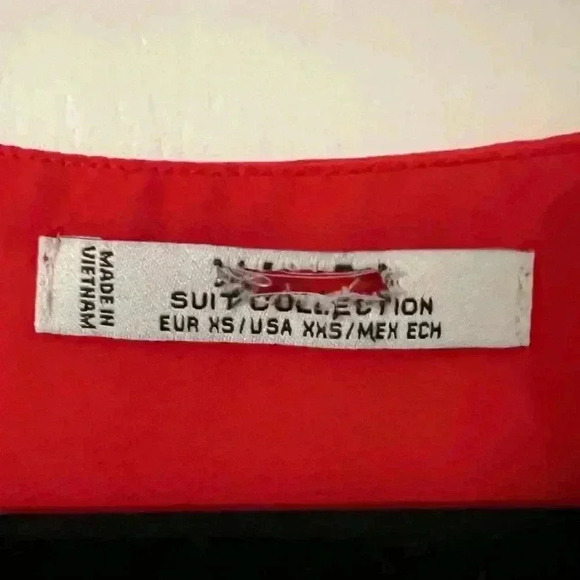 MADE IN
VIETNAM
SUIT COLLECTION
EUR XS/USA XXS/MEX ECH